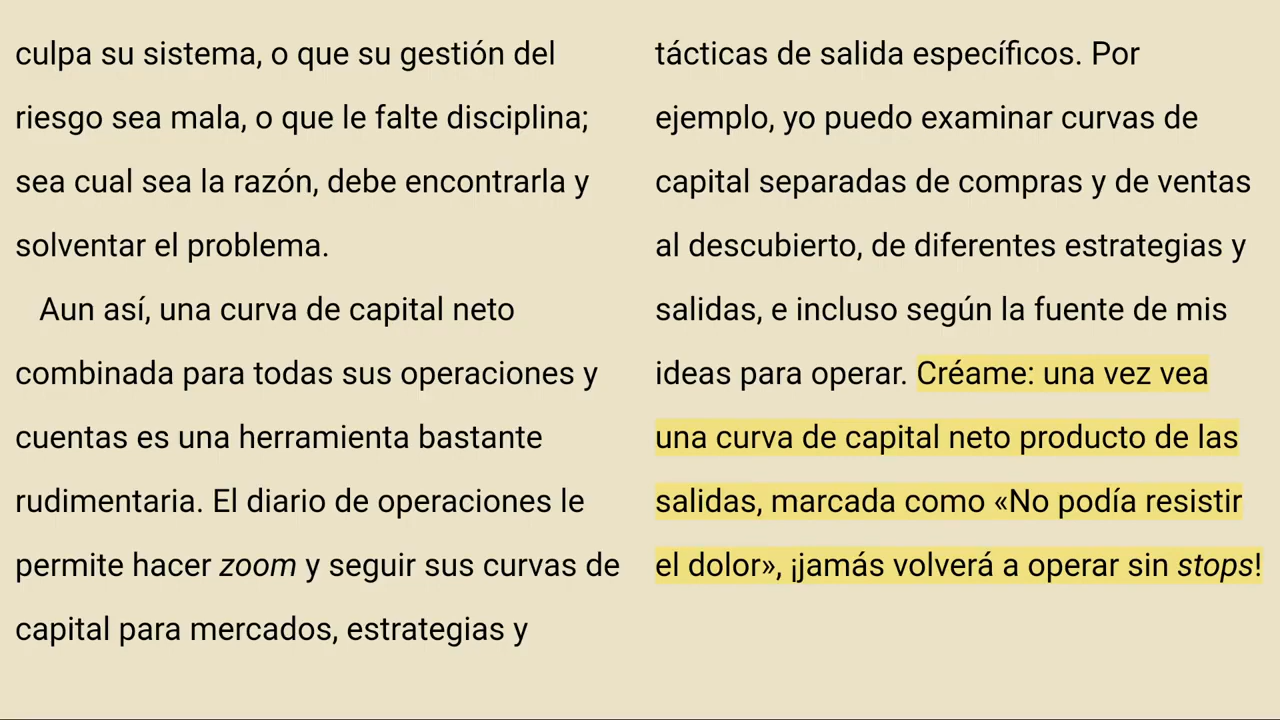 culpa su sistema, o que su gestión del
riesgo sea mala, o que le falte disciplina;
sea cual sea la razón, debe encontrarla y
solventar el problema.
Aun así, una curva de capital neto
combinada para todas sus operaciones y
cuentas es una herramienta bastante
rudimentaria. El diario de operaciones le
permite hacer zoom y seguir sus curvas de
capital para mercados, estrategias y
tácticas de salida específicos. Por
ejemplo, yo puedo examinar curvas de
capital separadas de compras y de ventas
al descubierto, de diferentes estrategias y
salidas, e incluso según la fuente de mis
ideas para operar. Créame: una vez vea
una curva de capital neto producto de las
salidas, marcada como «No podía resistir
el dolor», ¡jamás volverá a operar sin stops!